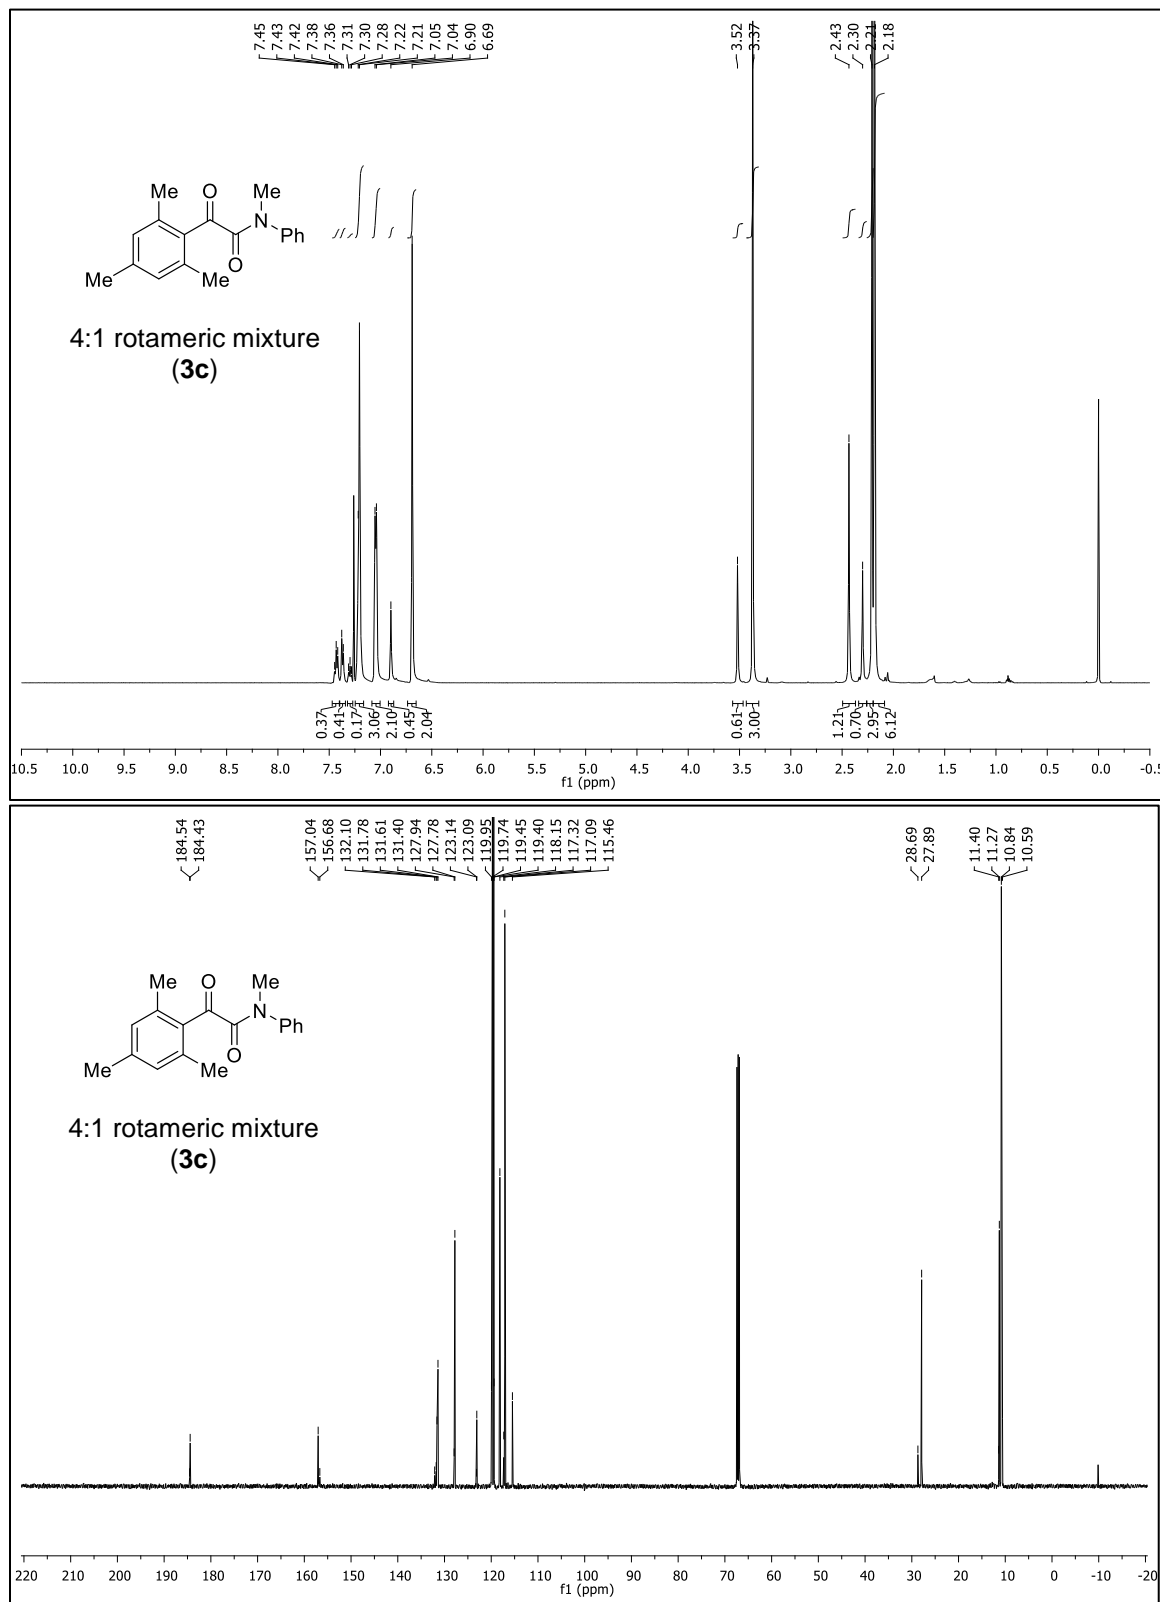 7.45 7.43 7.42 7.38 7.36 7.31 7.30 7.28 7.22 7.21 7.05 7.04 6.90 6.69 3.52 3.37 2.43 2.30 2.21 2.18
Me O Me
N
Ph
O
Me Me
4:1 rotameric mixture
(3c)
0.37 0.41 0.17 3.06 2.10 0.45 2.04 0.61 3.00 1.21 0.70 2.95 6.12
10.5 10.0 9.5 9.0 8.5 8.0 7.5 7.0 6.5 6.0 5.5 5.0 4.5 4.0 3.5 3.0 2.5 2.0 1.5 1.0 0.5 0.0 -0.5
f1 (ppm)
184.54 184.43 157.04 156.68 132.10 131.78 131.61 131.40 127.94 127.78 123.14 123.09 119.95 119.74 119.45 119.40 118.15 117.32 117.09 115.46 28.69 27.89 11.40 11.27 10.84 10.59
Me O Me
N
Ph
O
Me Me
4:1 rotameric mixture
(3c)
220 210 200 190 180 170 160 150 140 130 120 110 100 90 80 70 60 50 40 30 20 10 0 -10 -20
f1 (ppm)